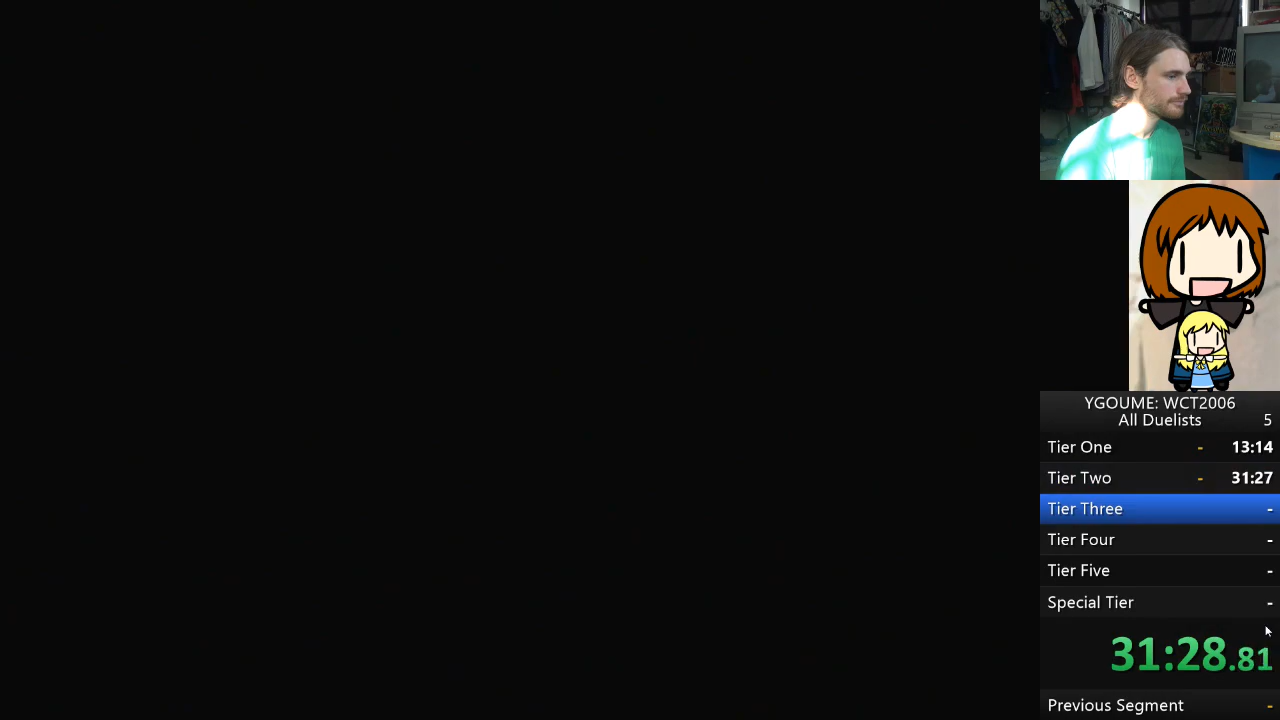 YGOUME: WCT2006
All Duelists 5
Tier One - 13:14
Tier Two - 31:27
Tier Three -
Tier Four -
Tier Five -
Special Tier -
31:28.81
Previous Segment -